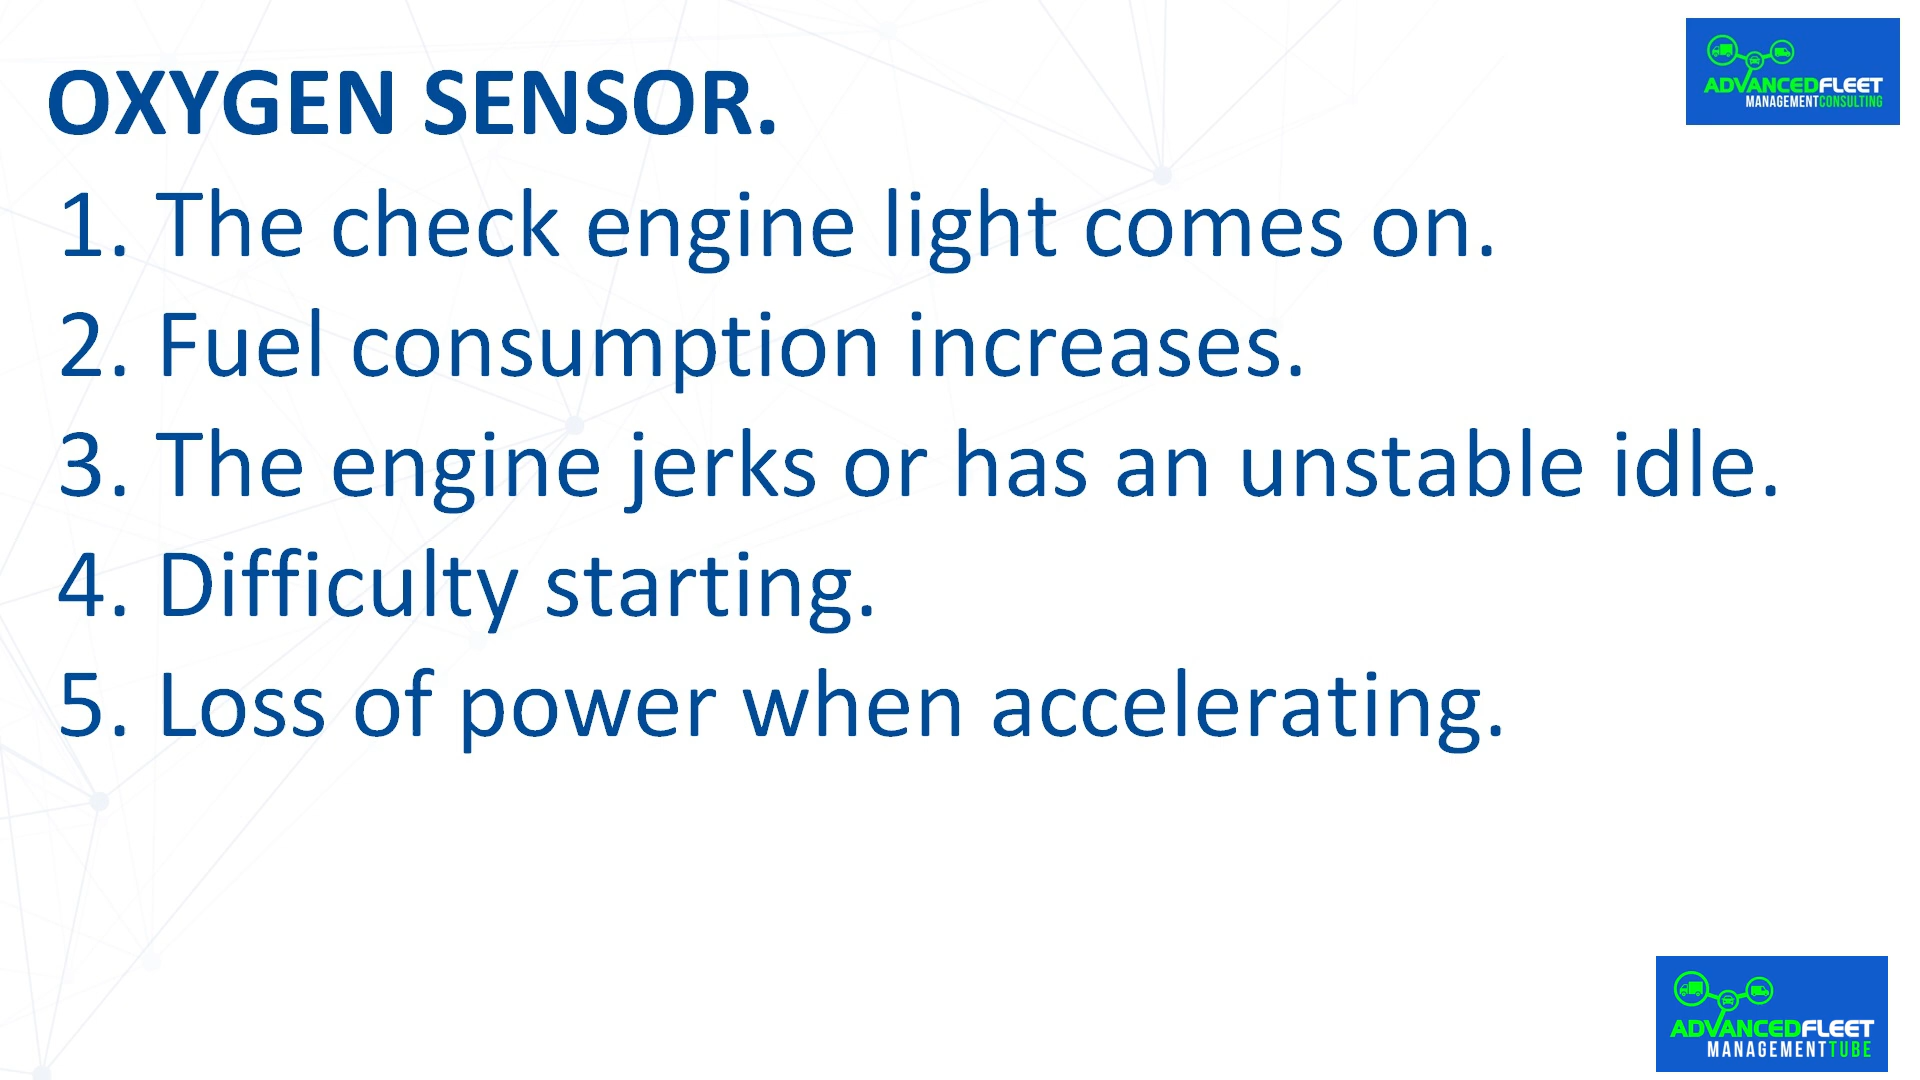 OXYGEN SENSOR.
1. The check engine light comes on.
2. Fuel consumption increases.
3. The engine jerks or has an unstable idle.
4. Difficulty starting.
5. Loss of power when accelerating.
ADVANCEDFLEET
MANAGEMENTCONSULTING
ADVANCEDFLEET
MANAGEMENTTUBE